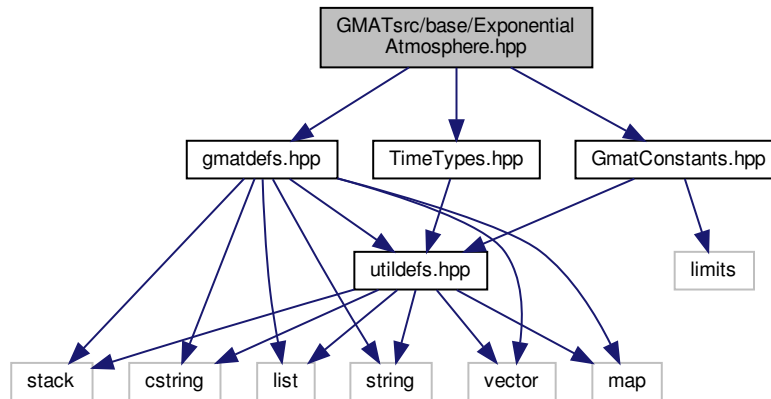 GMATsrc/base/Exponential
Atmosphere.hpp
gmatdefs.hpp
TimeTypes.hpp
GmatConstants.hpp
utildefs.hpp
limits
stack
cstring
list
string
vector
map